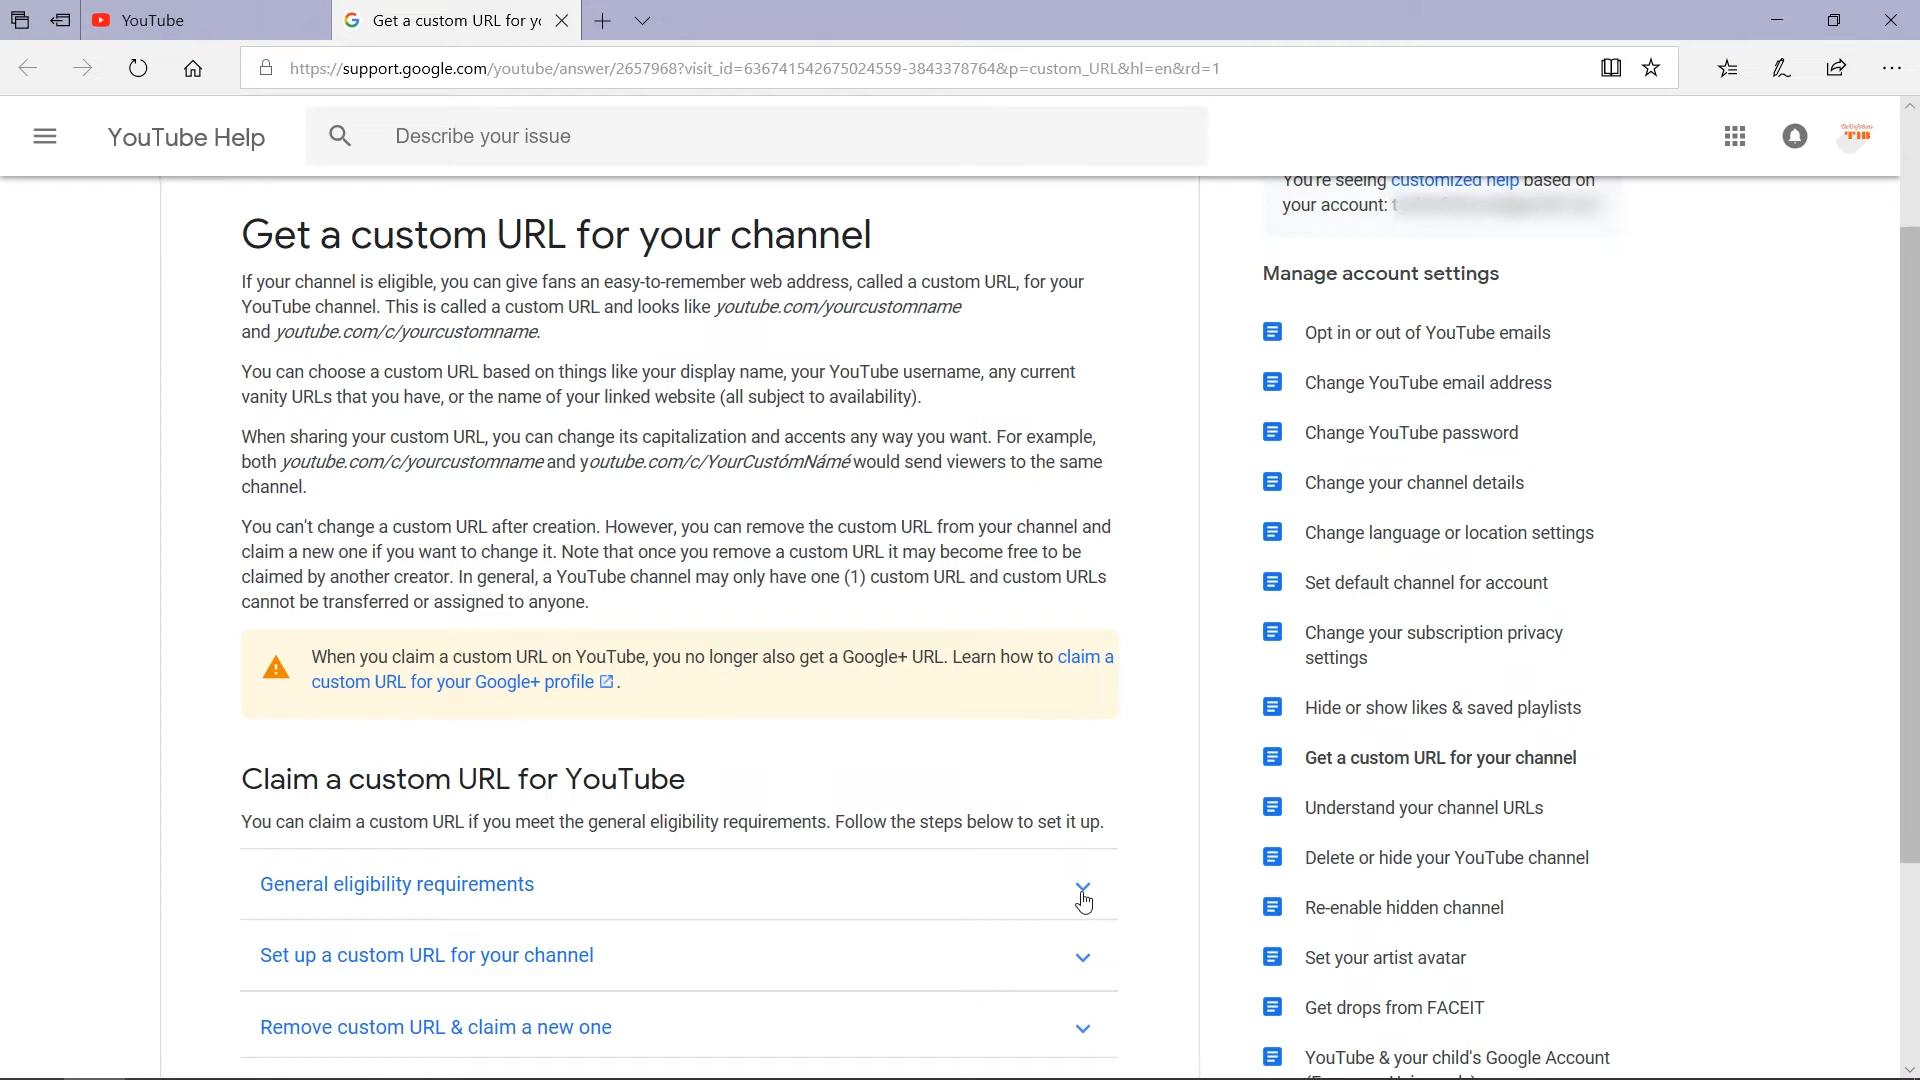 YouTube
Get a custom URL for yo
https://support.google.com/youtube/answer/2657968?visit_id=636741542675024559-3843378764&p=custom_URL&hl=en&rd=1
YouTube Help
Describe your issue
TIB
Get a custom URL for your channel
If your channel is eligible, you can give fans an easy-to-remember web address, called a custom URL, for your
YouTube channel. This is called a custom URL and looks like youtube.com/yourcustomname
and youtube.com/c/yourcustomname.
You can choose a custom URL based on things like your display name, your YouTube username, any current
vanity URLs that you have, or the name of your linked website (all subject to availability).
When sharing your custom URL, you can change its capitalization and accents any way you want. For example,
both youtube.com/c/yourcustomname and youtube.com/c/YourCustómNámé would send viewers to the same
channel.
You can't change a custom URL after creation. However, you can remove the custom URL from your channel and
claim a new one if you want to change it. Note that once you remove a custom URL it may become free to be
claimed by another creator. In general, a YouTube channel may only have one (1) custom URL and custom URLs
cannot be transferred or assigned to anyone.
When you claim a custom URL on YouTube, you no longer also get a Google+ URL. Learn how to claim a
custom URL for your Google+ profile.
Claim a custom URL for YouTube
You can claim a custom URL if you meet the general eligibility requirements. Follow the steps below to set it up.
General eligibility requirements
Set up a custom URL for your channel
Remove custom URL & claim a new one
You're seeing customized help based on
your account:
Manage account settings
Opt in or out of YouTube emails
Change YouTube email address
Change YouTube password
Change your channel details
Change language or location settings
Set default channel for account
Change your subscription privacy
settings
Hide or show likes & saved playlists
Get a custom URL for your channel
Understand your channel URLs
Delete or hide your YouTube channel
Re-enable hidden channel
Set your artist avatar
Get drops from FACEIT
YouTube & your child's Google Account